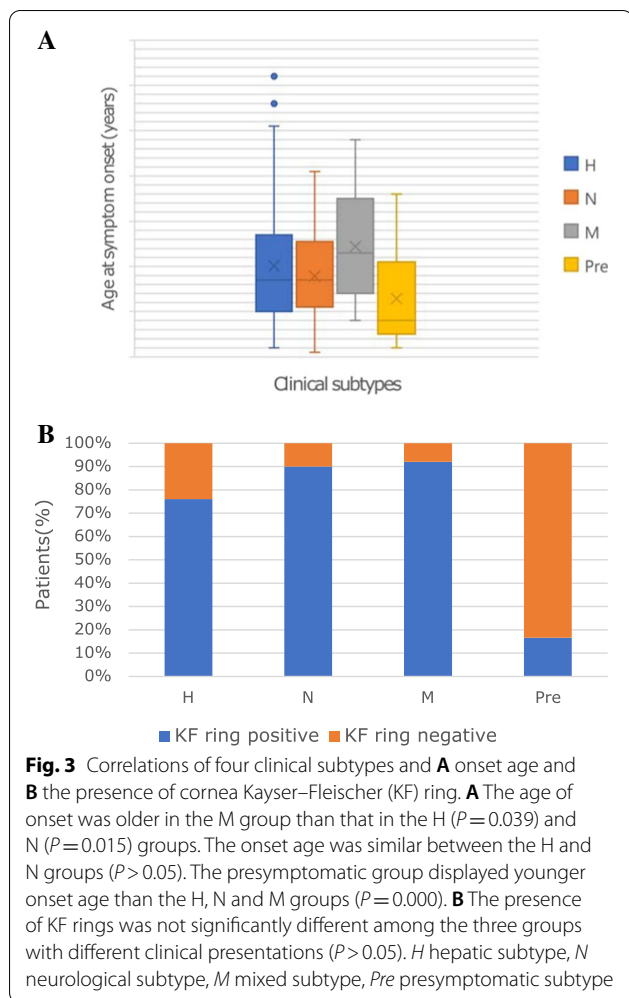 A
Age at symptom onset (years)
Clinical subtypes
H
N
M
Pre
B
Patients(%)
100%
90%
80%
70%
60%
50%
40%
30%
20%
10%
0%
H
N
M
Pre
KF ring positive
KF ring negative
Fig. 3 Correlations of four clinical subtypes and A onset age and
B the presence of cornea Kayser–Fleischer (KF) ring. A The age of
onset was older in the M group than that in the H (P = 0.039) and
N (P = 0.015) groups. The onset age was similar between the H and
N groups (P > 0.05). The presymptomatic group displayed younger
onset age than the H, N and M groups (P = 0.000). B The presence
of KF rings was not significantly different among the three groups
with different clinical presentations (P > 0.05). H hepatic subtype, N
neurological subtype, M mixed subtype, Pre presymptomatic subtype